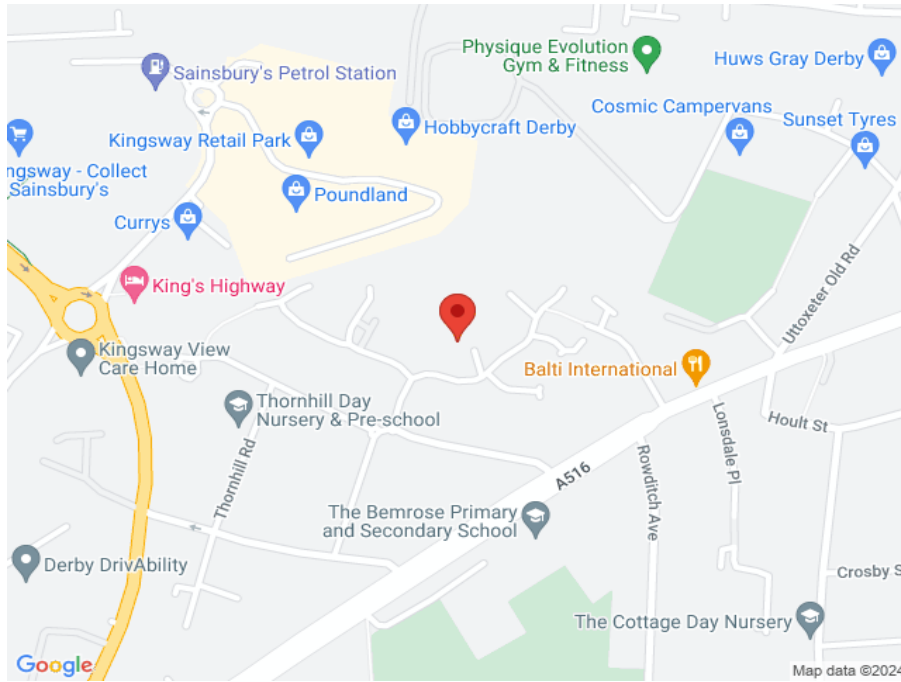 Physique Evolution
Gym & Fitness
Huws Gray Derby
Sainsbury's Petrol Station
Cosmic Campervans
Sunset Tyres
Hobbycraft Derby
Kingsway Retail Park
ngsway - Collect
Sainsbury's
Poundland
Currys
Uttoxeter Old Rd
King's Highway
Kingsway View
Care Home
Balti International
Thornhill Day
Nursery & Pre-school
Lonsdale Pl
Hoult St
Thornhill Rd
A516
Rowditch Ave
The Bemrose Primary
and Secondary School
Derby DrivAbility
Crosby S
The Cottage Day Nursery
Google
Map data ©2024